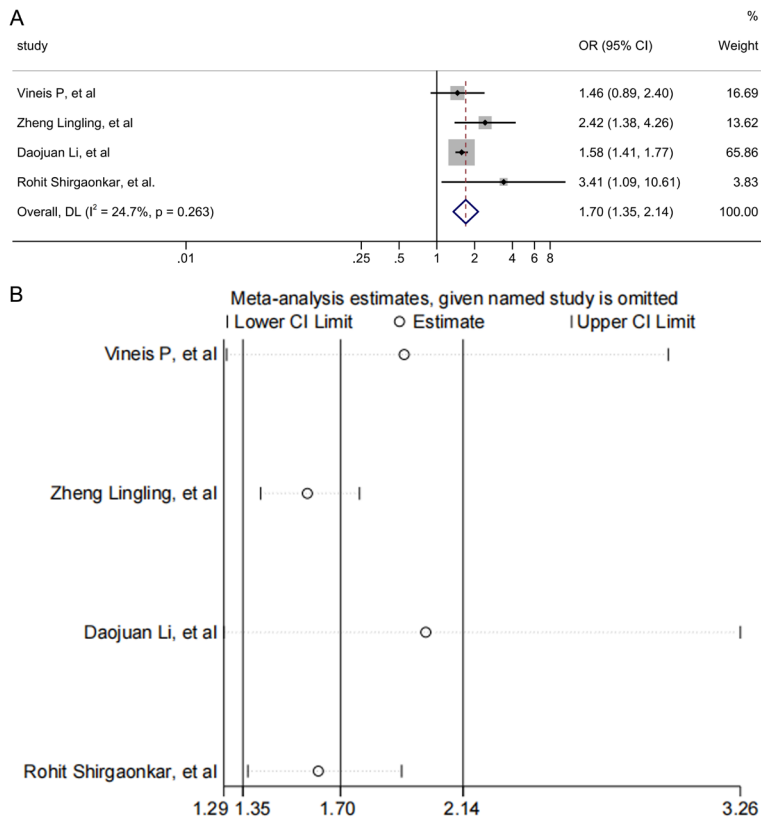 A
%
study OR (95% CI) Weight
Vineis P, et al 1.46 (0.89, 2.40) 16.69
Zheng Lingling, et al 2.42 (1.38, 4.26) 13.62
Daojuan Li, et al 1.58 (1.41, 1.77) 65.86
Rohit Shirgaonkar, et al. 3.41 (1.09, 10.61) 3.83
Overall, DL (I² = 24.7%, p = 0.263) 1.70 (1.35, 2.14) 100.00
.01 .25 .5 1 2 4 6 8
B
Meta-analysis estimates, given named study is omitted
Lower CI Limit Estimate Upper CI Limit
Vineis P, et al
Zheng Lingling, et al
Daojuan Li, et al
Rohit Shirgaonkar, et al
1.29 1.35 1.70 2.14 3.26